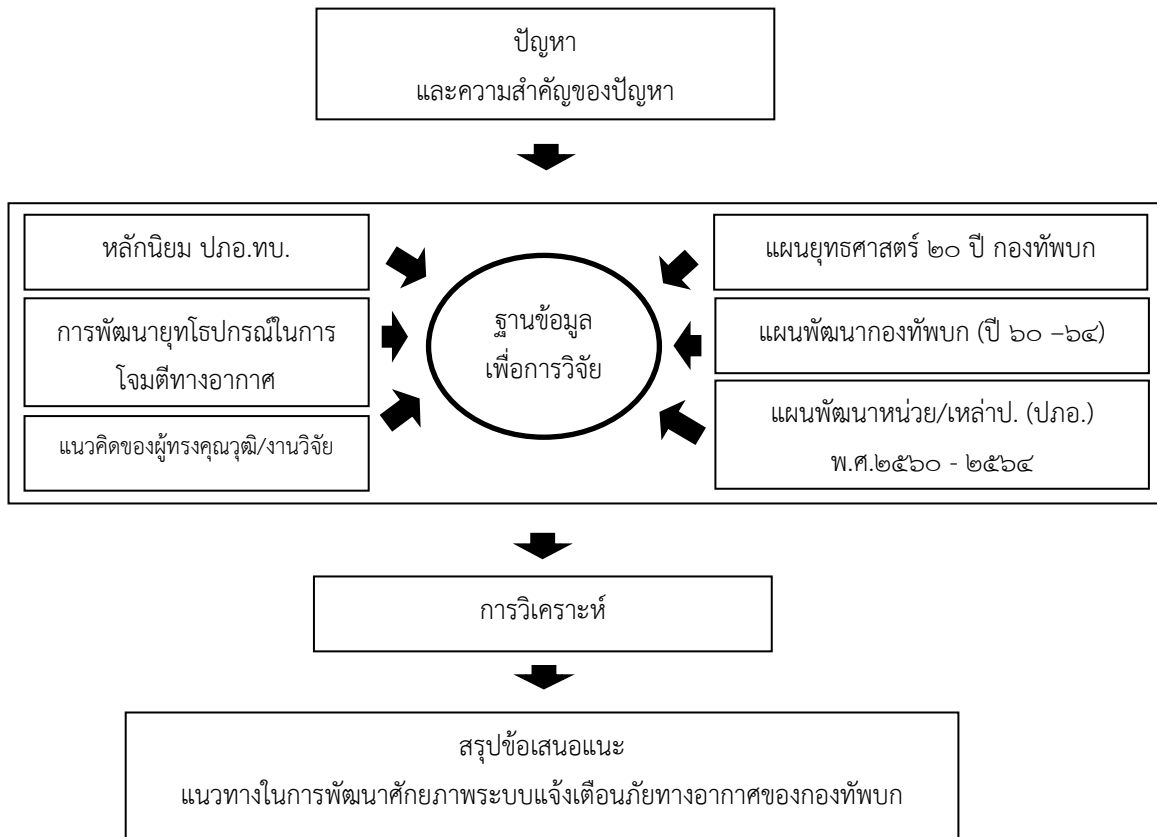 ปัญหา
และความสำคัญของปัญหา
หลักนิยม ปภอ.ทบ.
การพัฒนายุทโธปกรณ์ในการ
โจมตีทางอากาศ
แนวคิดของผู้ทรงคุณวุฒิ/งานวิจัย
ฐานข้อมูล
เพื่อการวิจัย
แผนยุทธศาสตร์ ๒๐ ปี กองทัพบก
แผนพัฒนากองทัพบก (ปี ๖๐ –๖๔)
แผนพัฒนาหน่วย/เหล่าป. (ปภอ.)
พ.ศ.๒๕๖๐ - ๒๕๖๔
การวิเคราะห์
สรุปข้อเสนอแนะ
แนวทางในการพัฒนาศักยภาพระบบแจ้งเตือนภัยทางอากาศของกองทัพบก